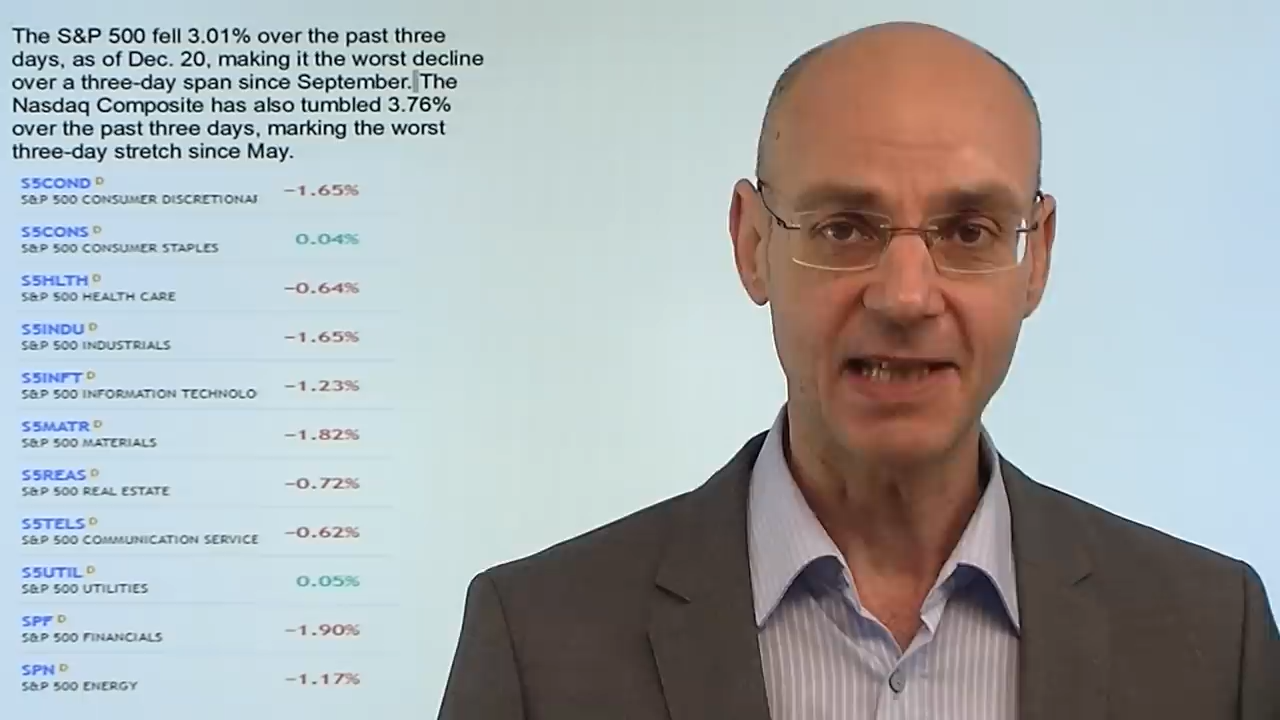 The S&P 500 fell 3.01% over the past three
days, as of Dec. 20, making it the worst decline
over a three-day span since September. The
Nasdaq Composite has also tumbled 3.76%
over the past three days, marking the worst
three-day stretch since May.
S5COND D
S&P 500 CONSUMER DISCRETIONAR
-1.65%
S5CONS D
S&P 500 CONSUMER STAPLES
0.04%
S5HLTH D
S&P 500 HEALTH CARE
-0.64%
S5INDU D
S&P 500 INDUSTRIALS
-1.65%
S5INFT D
S&P 500 INFORMATION TECHNOLO
-1.23%
S5MATR D
S&P 500 MATERIALS
-1.82%
S5REAS D
S&P 500 REAL ESTATE
-0.72%
S5TELS D
S&P 500 COMMUNICATION SERVICE
-0.62%
S5UTIL D
S&P 500 UTILITIES
0.05%
SPF D
S&P 500 FINANCIALS
-1.90%
SPN D
S&P 500 ENERGY
-1.17%